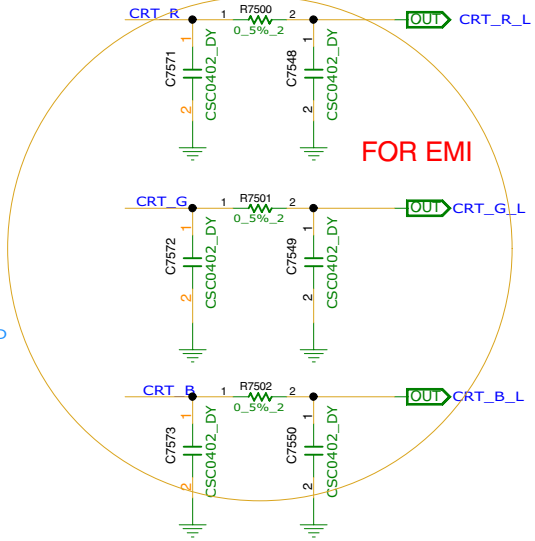 CRT_R 1 R7500 2 OUT CRT_R_L
0_5%_2
C7571 1 2 CSC0402_DY
C7548 1 2 CSC0402_DY
FOR EMI
CRT_G 1 R7501 2 OUT CRT_G_L
0_5%_2
C7572 1 2 CSC0402_DY
C7549 1 2 CSC0402_DY
CRT_B 1 R7502 2 OUT CRT_B_L
0_5%_2
C7573 1 2 CSC0402_DY
C7550 1 2 CSC0402_DY